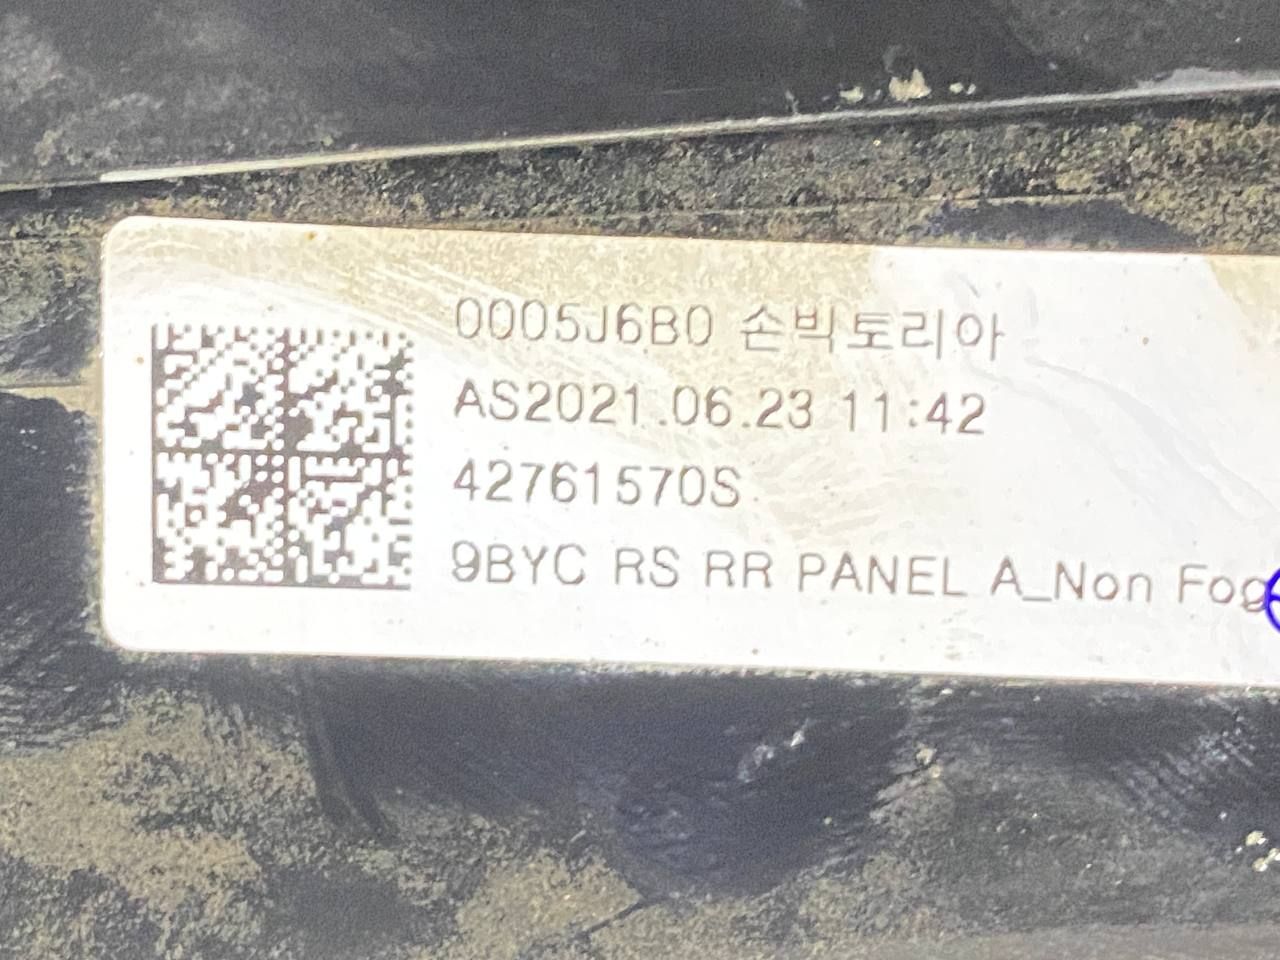 0005J6B0 손빅토리아
AS2021.06.23 11:42
42761570S
9BYC RS RR PANEL A_Non Fog